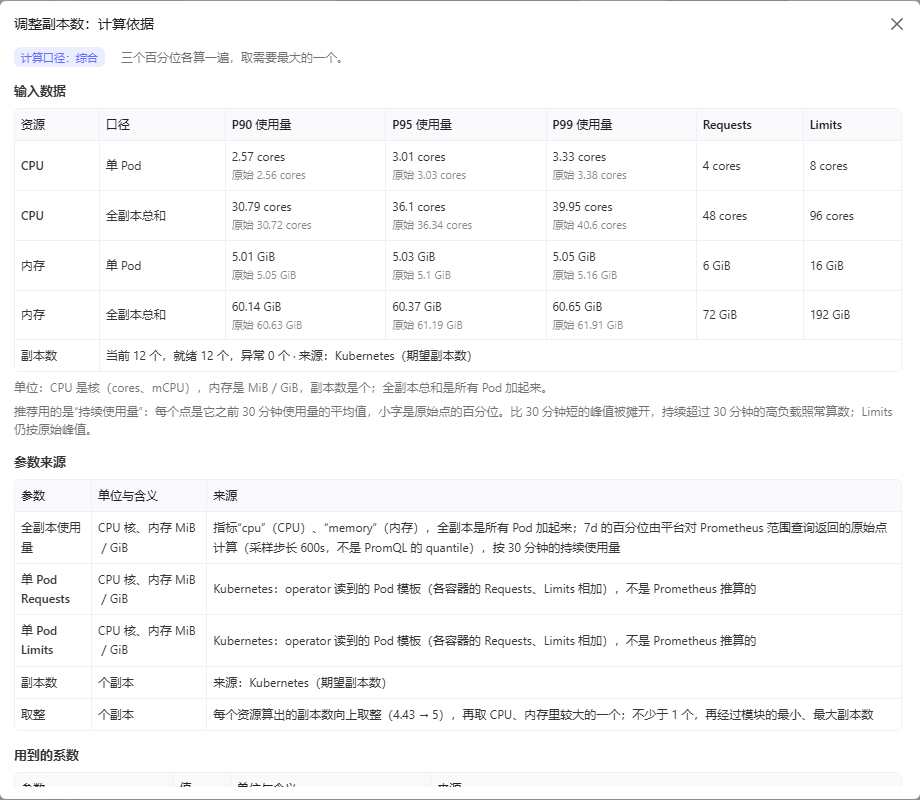 调整副本数：计算依据
计算口径：综合 三个百分位各算一遍，取需要最大的一个。
输入数据
资源 口径 P90 使用量 P95 使用量 P99 使用量 Requests Limits
CPU 单 Pod 2.57 cores 3.01 cores 3.33 cores 4 cores 8 cores
原始 2.56 cores 原始 3.03 cores 原始 3.38 cores
CPU 全副本总和 30.79 cores 36.1 cores 39.95 cores 48 cores 96 cores
原始 30.72 cores 原始 36.34 cores 原始 40.6 cores
内存 单 Pod 5.01 GiB 5.03 GiB 5.05 GiB 6 GiB 16 GiB
原始 5.05 GiB 原始 5.1 GiB 原始 5.16 GiB
内存 全副本总和 60.14 GiB 60.37 GiB 60.65 GiB 72 GiB 192 GiB
原始 60.63 GiB 原始 61.19 GiB 原始 61.91 GiB
副本数 当前 12 个，就绪 12 个，异常 0 个 · 来源：Kubernetes（期望副本数）
单位：CPU 是核（cores、mCPU），内存是 MiB / GiB，副本数是个；全副本总和是所有 Pod 加起来。
推荐用的是“持续使用量”：每个点是它之前 30 分钟使用量的平均值，小字是原始点的百分位。比 30 分钟短的峰值被摊开，持续超过 30 分钟的高负载照常算数；Limits
仍按原始峰值。
参数来源
参数 单位与含义 来源
全副本使用量 CPU 核、内存 MiB / GiB 指标“cpu”（CPU）、“memory”（内存），全副本是所有 Pod 加起来；7d 的百分位由平台对 Prometheus 范围查询返回的原始点
计算（采样步长 600s，不是 PromQL 的 quantile），按 30 分钟的持续使用量
单 Pod Requests CPU 核、内存 MiB / GiB Kubernetes：operator 读到的 Pod 模板（各容器的 Requests、Limits 相加），不是 Prometheus 推算的
单 Pod Limits CPU 核、内存 MiB / GiB Kubernetes：operator 读到的 Pod 模板（各容器的 Requests、Limits 相加），不是 Prometheus 推算的
副本数 个副本 来源：Kubernetes（期望副本数）
取整 个副本 每个资源算出的副本数向上取整（4.43 → 5），再取 CPU、内存里较大的一个；不少于 1 个，再经过模块的最小、最大副本数
用到的系数
参数 值 单位与含义 来源